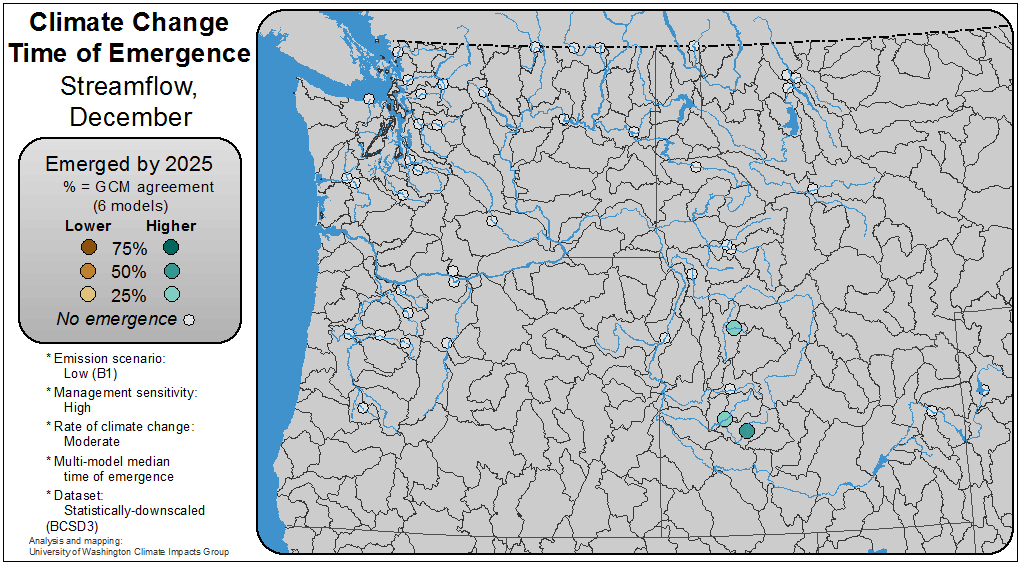 Climate Change
Time of Emergence
Streamflow,
December
Emerged by 2025
% = GCM agreement
(6 models)
Lower Higher
75%
50%
25%
No emergence
* Emission scenario:
Low (B1)
* Management sensitivity:
High
* Rate of climate change:
Moderate
* Multi-model median
time of emergence
* Dataset:
Statistically-downscaled
(BCSD3)
Analysis and mapping:
University of Washington Climate Impacts Group